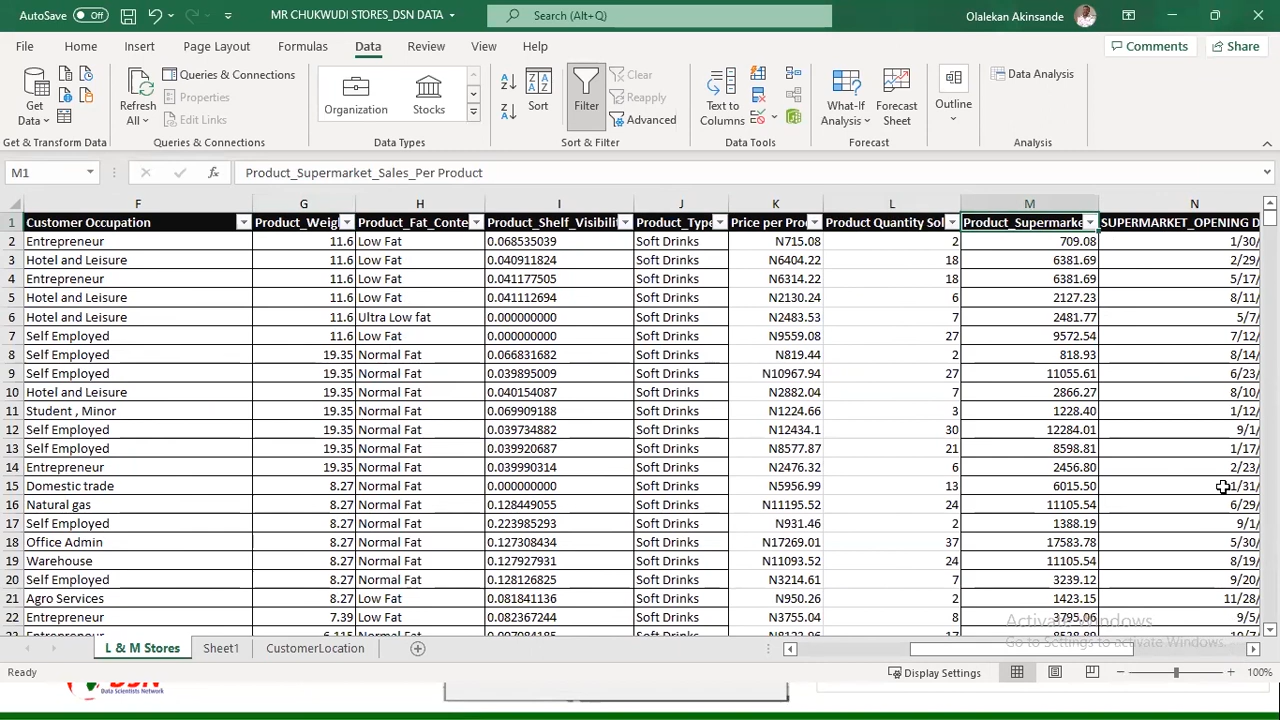 AutoSave Off MR CHUKWUDI STORES_DSN DATA Search (Alt+Q) Olalekan Akinsande
File Home Insert Page Layout Formulas Data Review View Help Comments Share
Get Data
Refresh All
Queries & Connections
Properties
Edit Links
Organization Stocks
Sort
Filter
Clear
Reapply
Advanced
Text to Columns
What-If Analysis
Forecast Sheet
Outline
Data Analysis
Get & Transform Data Queries & Connections Data Types Sort & Filter Data Tools Forecast Analysis
M1 fx Product_Supermarket_Sales_Per Product
F G H I J K L M N
1 Customer Occupation Product_Weig Product_Fat_Conte Product_Shelf_Visibilit Product_Type Price per Pro Product Quantity Sol Product_Supermarke SUPERMARKET_OPENING D
2 Entrepreneur 11.6 Low Fat 0.068535039 Soft Drinks N715.08 2 709.08 1/30/
3 Hotel and Leisure 11.6 Low Fat 0.040911824 Soft Drinks N6404.22 18 6381.69 2/29/
4 Entrepreneur 11.6 Low Fat 0.041177505 Soft Drinks N6314.22 18 6381.69 5/17/
5 Hotel and Leisure 11.6 Low Fat 0.041112694 Soft Drinks N2130.24 6 2127.23 8/11/
6 Hotel and Leisure 11.6 Ultra Low fat 0.000000000 Soft Drinks N2483.53 7 2481.77 5/7/
7 Self Employed 11.6 Low Fat 0.000000000 Soft Drinks N9559.08 27 9572.54 7/12/
8 Self Employed 19.35 Normal Fat 0.066831682 Soft Drinks N819.44 2 818.93 8/14/
9 Self Employed 19.35 Normal Fat 0.039895009 Soft Drinks N10967.94 27 11055.61 6/23/
10 Hotel and Leisure 19.35 Normal Fat 0.040154087 Soft Drinks N2882.04 7 2866.27 8/10/
11 Student , Minor 19.35 Normal Fat 0.069909188 Soft Drinks N1224.66 3 1228.40 1/12/
12 Self Employed 19.35 Normal Fat 0.039734882 Soft Drinks N12434.1 30 12284.01 9/1/
13 Self Employed 19.35 Normal Fat 0.039920687 Soft Drinks N8577.87 21 8598.81 1/17/
14 Entrepreneur 19.35 Normal Fat 0.039990314 Soft Drinks N2476.32 6 2456.80 2/23/
15 Domestic trade 8.27 Normal Fat 0.000000000 Soft Drinks N5956.99 13 6015.50 1/31/
16 Natural gas 8.27 Normal Fat 0.128449055 Soft Drinks N11195.52 24 11105.54 6/29/
17 Self Employed 8.27 Normal Fat 0.223985293 Soft Drinks N931.46 2 1388.19 9/1/
18 Office Admin 8.27 Normal Fat 0.127308434 Soft Drinks N17269.01 37 17583.78 5/30/
19 Warehouse 8.27 Normal Fat 0.127927931 Soft Drinks N11093.52 24 11105.54 8/19/
20 Self Employed 8.27 Normal Fat 0.128126825 Soft Drinks N3214.61 7 3239.12 9/20/
21 Agro Services 8.27 Low Fat 0.081841136 Soft Drinks N950.26 2 1423.15 11/28/
22 Entrepreneur 7.39 Low Fat 0.082367244 Soft Drinks N3755.04 8 3795.06 9/5/
Activate Windows
Go to Settings to activate Windows.
L & M Stores Sheet1 CustomerLocation
Ready Display Settings 100%
DSN
Data Scientists Network